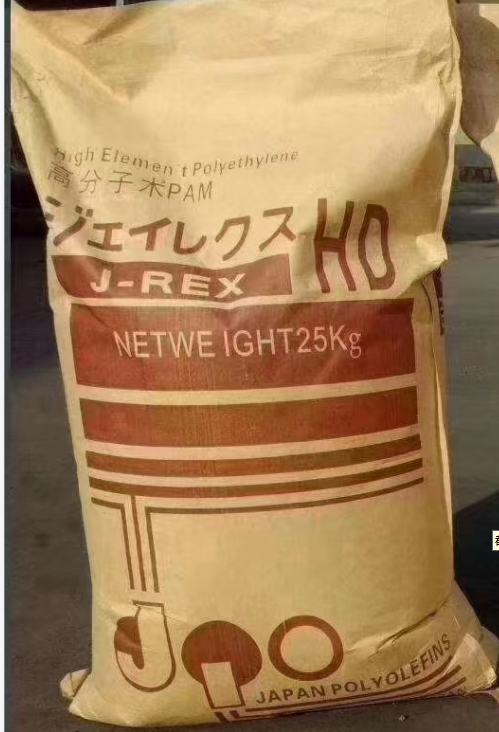 High Elemen t Polyethylene
高分子术PAM
ジェイレクス HD
J-REX
NETWE IGHT25Kg
JPO
JAPAN POLYOLEFINS